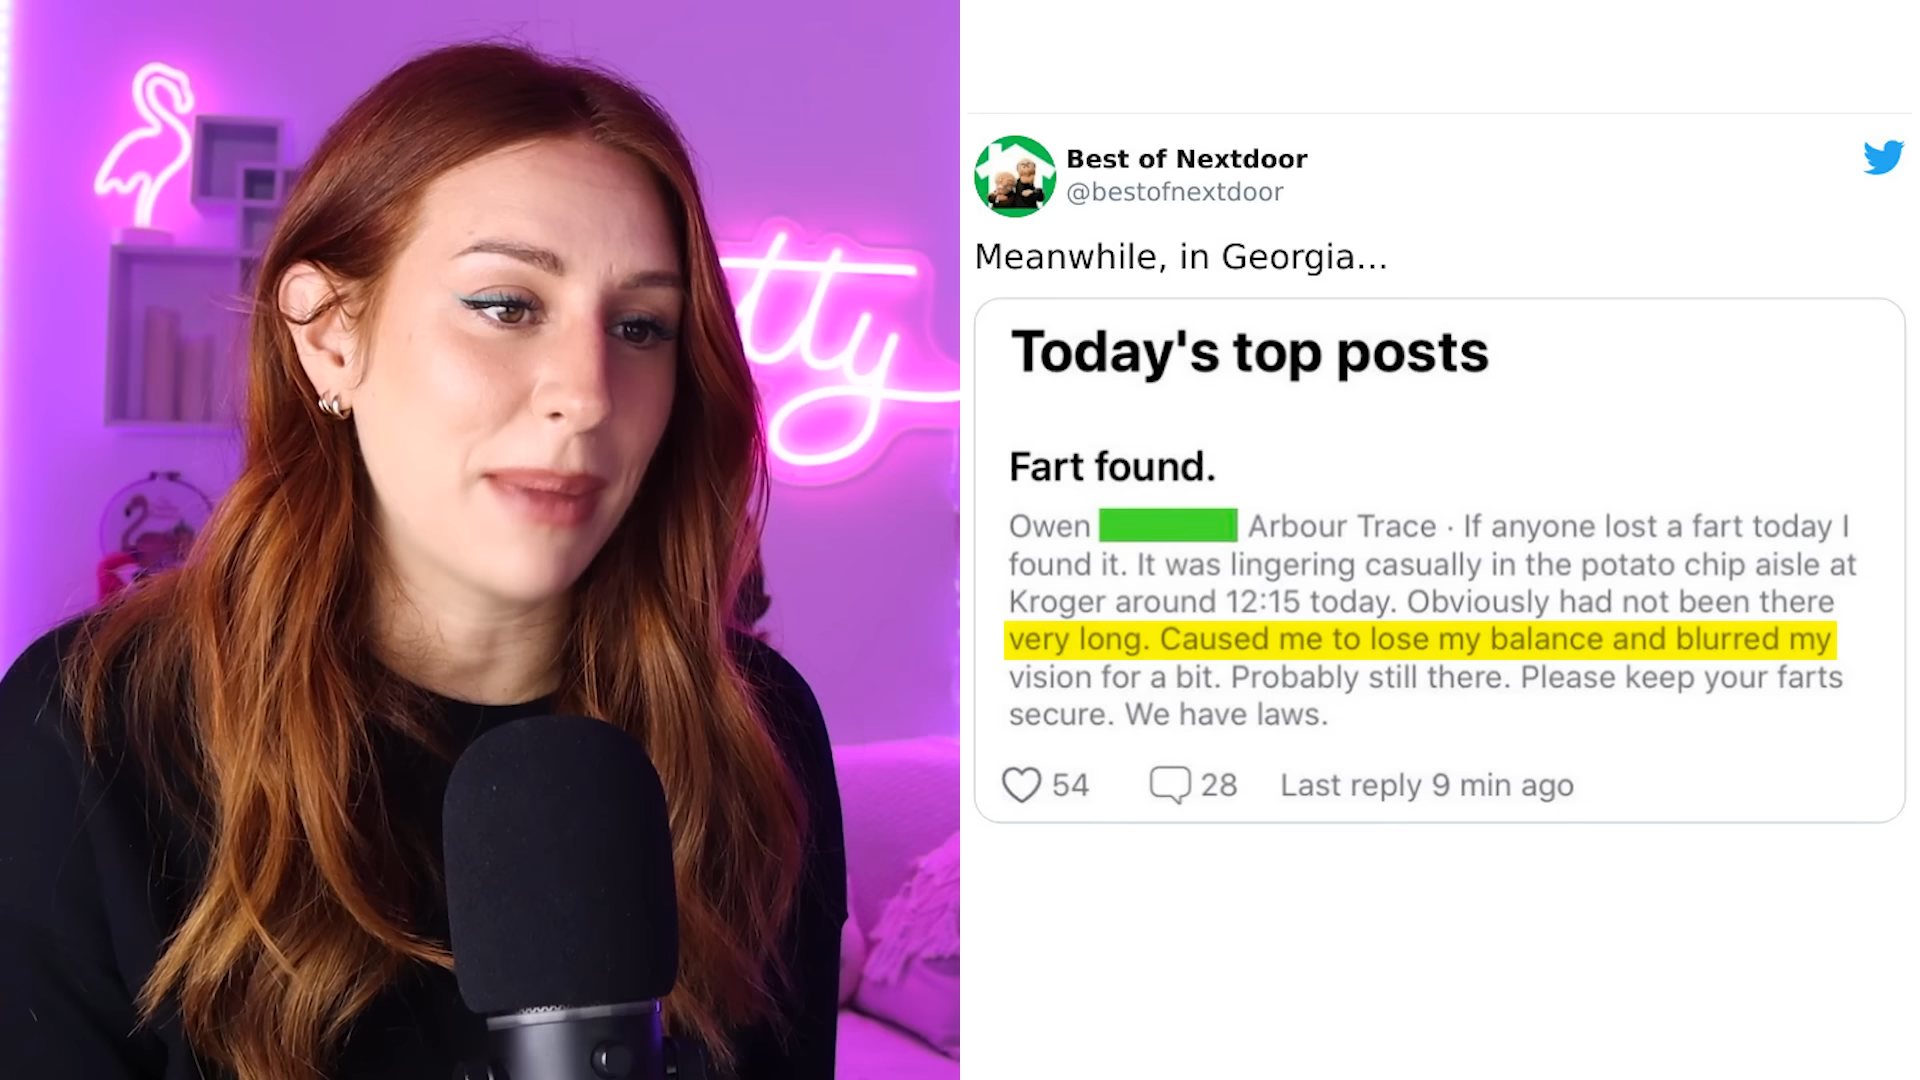 tty
Best of Nextdoor
@bestofnextdoor
Meanwhile, in Georgia...
Today's top posts
Fart found.
Owen Arbour Trace · If anyone lost a fart today I
found it. It was lingering casually in the potato chip aisle at
Kroger around 12:15 today. Obviously had not been there
very long. Caused me to lose my balance and blurred my
vision for a bit. Probably still there. Please keep your farts
secure. We have laws.
54 28 Last reply 9 min ago